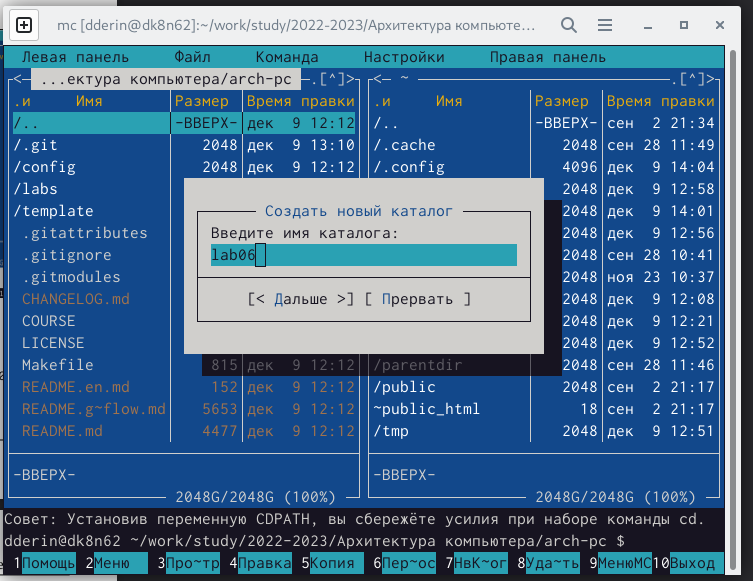 mc [dderin@dk8n62]:~/work/study/2022-2023/Архитектура компьюте…
Левая панель Файл Команда Настройки Правая панель
<— …ектура компьютера/arch-pc —.[^]> <— ~ —.[^]>
.и Имя Размер Время правки .и Имя Размер Время правки
/.. -ВВЕРХ- дек 9 12:12 /.. -ВВЕРХ- сен 2 21:34
/.git 2048 дек 9 13:10 /.cache 2048 сен 28 11:49
/config 2048 дек 9 12:12 /.config 4096 дек 9 14:04
/labs 2048 дек 9 12:58
/template 2048 дек 9 14:01
Создать новый каталог
.gitattributes Введите имя каталога: 2048 дек 9 12:56
.gitignore lab06 2048 сен 28 10:41
.gitmodules 2048 ноя 23 10:37
CHANGELOG.md [< Дальше >] [ Прервать ] 2048 дек 9 12:08
COURSE 2048 дек 9 12:21
LICENSE 2048 дек 9 12:52
Makefile 815 дек 9 12:12 /parentdir 2048 сен 28 11:46
README.en.md 152 дек 9 12:12 /public 2048 сен 2 21:17
README.g~flow.md 5653 дек 9 12:12 ~public_html 18 сен 2 21:17
README.md 4477 дек 9 12:12 /tmp 2048 дек 9 12:51
-ВВЕРХ- -ВВЕРХ-
2048G/2048G (100%) 2048G/2048G (100%)
Совет: Установив переменную CDPATH, вы сбережёте усилия при наборе команды cd.
dderin@dk8n62 ~/work/study/2022-2023/Архитектура компьютера/arch-pc $
1Помощь 2Меню 3Про~тр 4Правка 5Копия 6Пер~ос 7НвК~ог 8Уда~ть 9МенюMC 10Выход